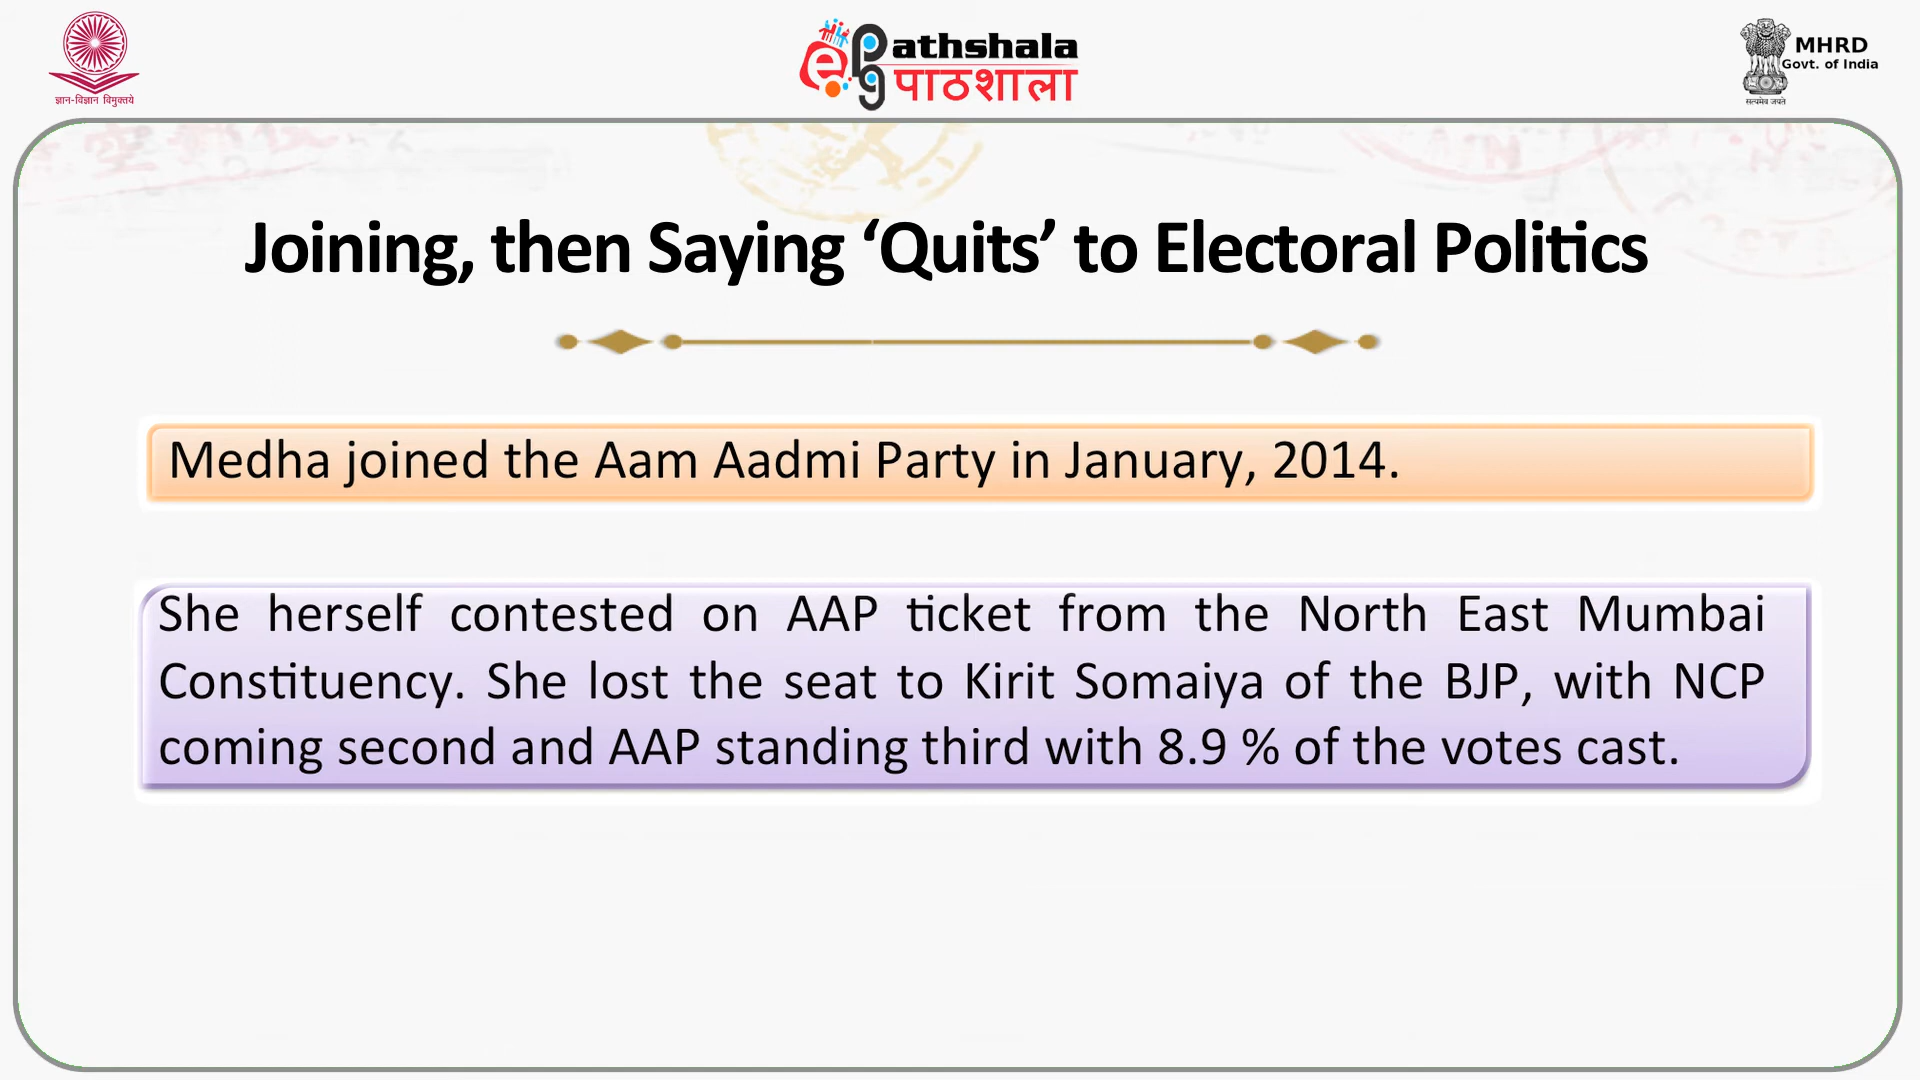 ज्ञान-विज्ञान विमुक्तये
athshala
पाठशाला
MHRD
Govt. of India
सत्यमेव जयते
Joining, then Saying ‘Quits’ to Electoral Politics
Medha joined the Aam Aadmi Party in January, 2014.
She herself contested on AAP ticket from the North East Mumbai
Constituency. She lost the seat to Kirit Somaiya of the BJP, with NCP
coming second and AAP standing third with 8.9 % of the votes cast.